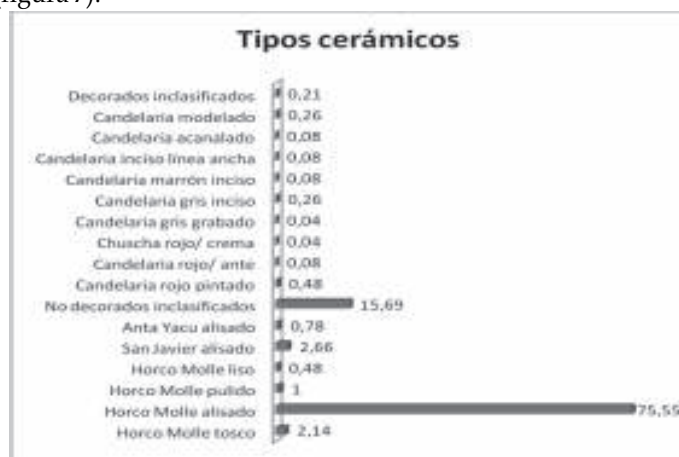 figura 7).
Tipos cerámicos
Decorados inclasificados 0,21
Candelaria modelado 0,26
Candelaria acanalado 0,08
Candelaria inciso línea ancha 0,08
Candelaria marrón inciso 0,08
Candelaria gris inciso 0,26
Candelaria gris grabado 0,04
Chuscha rojo/ crema 0,04
Candelaria rojo/ ante 0,08
Candelaria rojo pintado 0,48
No decorados inclasificados 15,69
Anta Yacu alisado 0,78
San Javier alisado 2,66
Horco Molle liso 0,48
Horco Molle pulido 1
Horco Molle alisado 75,55
Horco Molle tosco 2,14